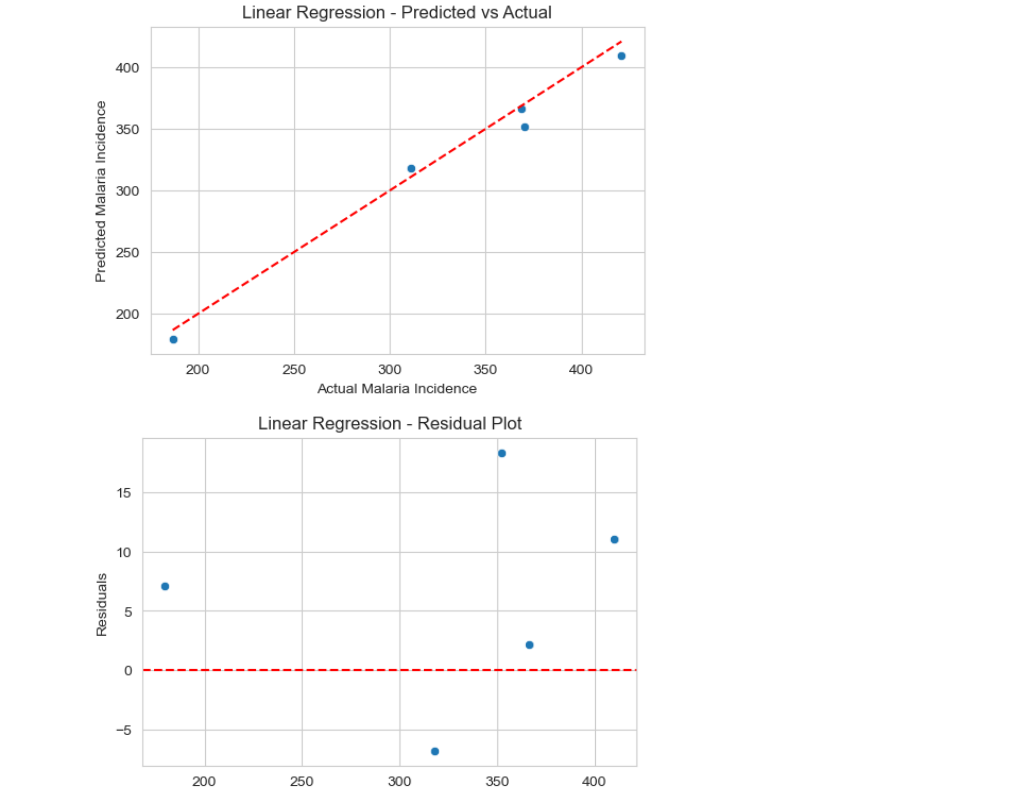 Linear Regression - Predicted vs Actual
Predicted Malaria Incidence
400
350
300
250
200
200 250 300 350 400
Actual Malaria Incidence
Linear Regression - Residual Plot
Residuals
15
10
5
0
−5
200 250 300 350 400